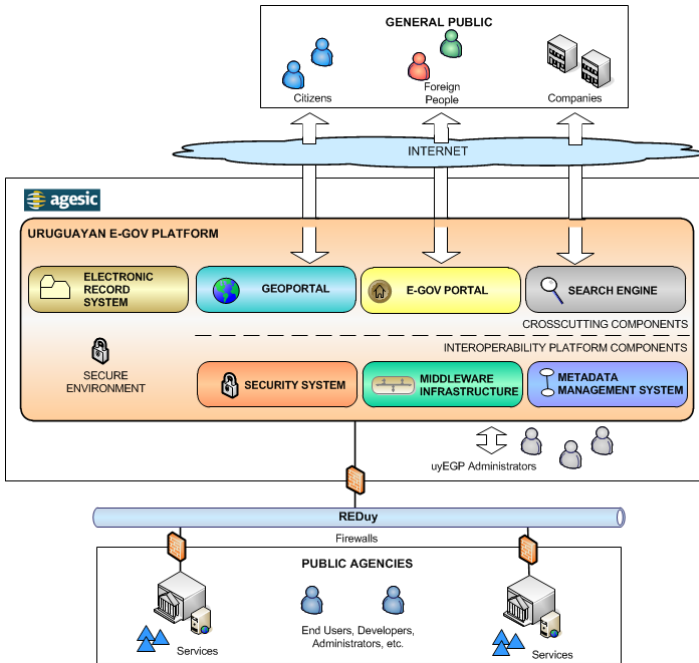 GENERAL PUBLIC
Citizens
Foreign
People
Companies
INTERNET
agesic
URUGUAYAN E-GOV PLATFORM
ELECTRONIC
RECORD
SYSTEM
GEOPORTAL
E-GOV PORTAL
SEARCH ENGINE
CROSSCUTTING COMPONENTS
INTEROPERABILITY PLATFORM COMPONENTS
SECURE
ENVIRONMENT
SECURITY SYSTEM
MIDDLEWARE
INFRASTRUCTURE
METADATA
MANAGEMENT SYSTEM
uyEGP Administrators
REDuy
Firewalls
PUBLIC AGENCIES
End Users, Developers,
Administrators, etc.
Services
Services